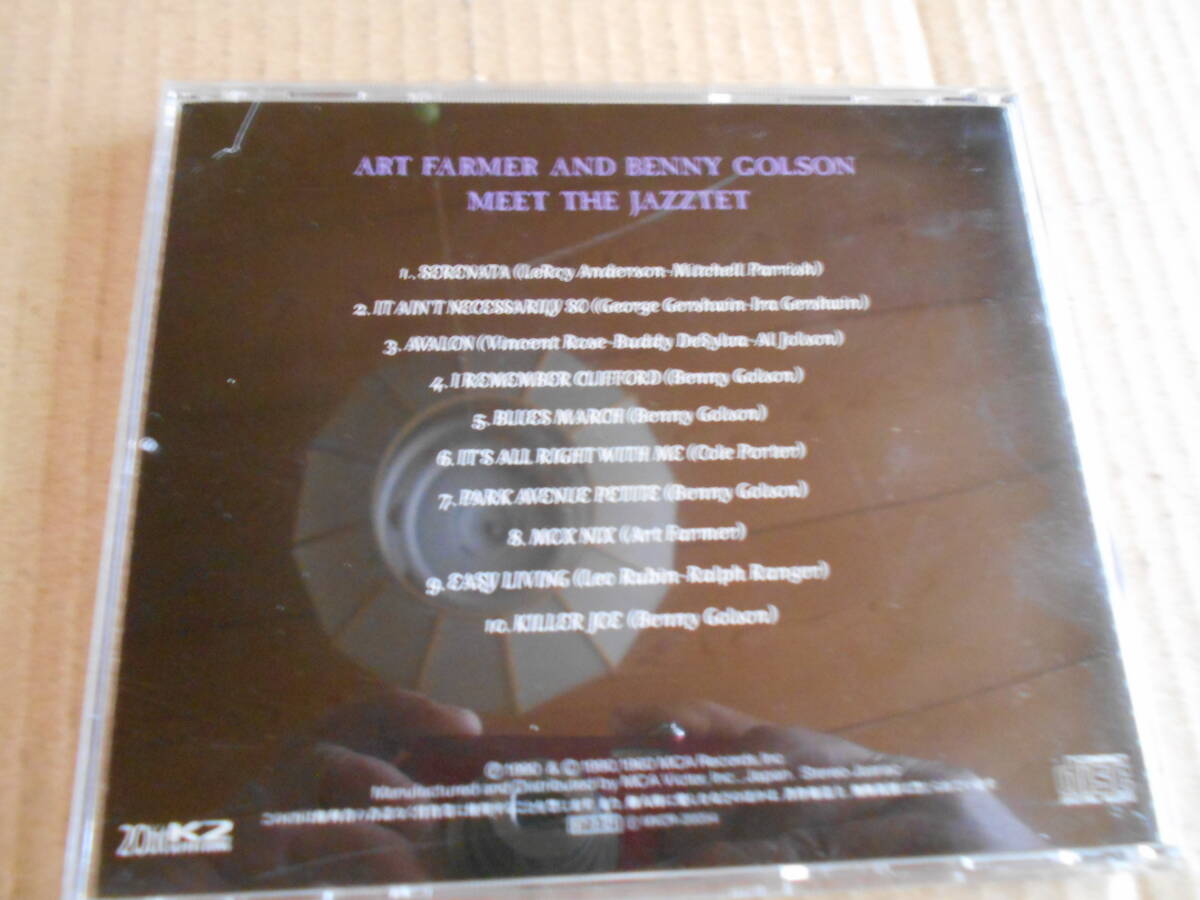 ART FARMER AND BENNY GOLSON
MEET THE JAZZTET
1. SERENATA (LeRoy Anderson-Mitchell Parrish)
2. IT AIN'T NECESSARILY SO (George Gershwin-Ira Gershwin)
3. AVALON (Vincent Rose-Buddy DeSylva-Al Jolson)
4. I REMEMBER CLIFFORD (Benny Golson)
5. BLUES MARCH (Benny Golson)
6. IT'S ALL RIGHT WITH ME (Cole Porter)
7. PARK AVENUE PETITE (Benny Golson)
8. MOX NIX (Art Farmer)
9. EASY LIVING (Leo Robin-Ralph Ranger)
10. KILLER JOE (Benny Golson)
MCA Records, Inc.
Manufactured and Distributed by MCA Victor, Inc., Japan.
20bit K2